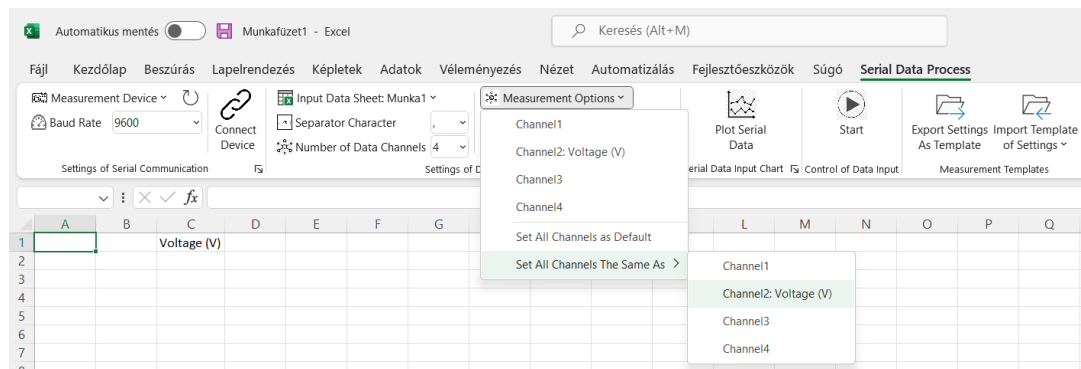 Automatikus mentés Munkafüzet1 - Excel Keresés (Alt+M)
Fájl Kezdőlap Beszúrás Lapelrendezés Képletek Adatok Véleményezés Nézet Automatizálás Fejlesztőeszközök Súgó Serial Data Process
Measurement Device
Baud Rate 9600
Settings of Serial Communication
Connect
Device
Input Data Sheet: Munka1
Separator Character ,
Number of Data Channels 4
Settings of D
Measurement Options
Channel1
Channel2: Voltage (V)
Channel3
Channel4
Set All Channels as Default
Set All Channels The Same As
Channel1
Channel2: Voltage (V)
Channel3
Channel4
Plot Serial
Data
erial Data Input Chart
Start
Control of Data Input
Export Settings
As Template
Import Template
of Settings
Measurement Templates
fx
A B C D E F G L M N O P Q
1 Voltage (V)
2
3
4
5
6
7